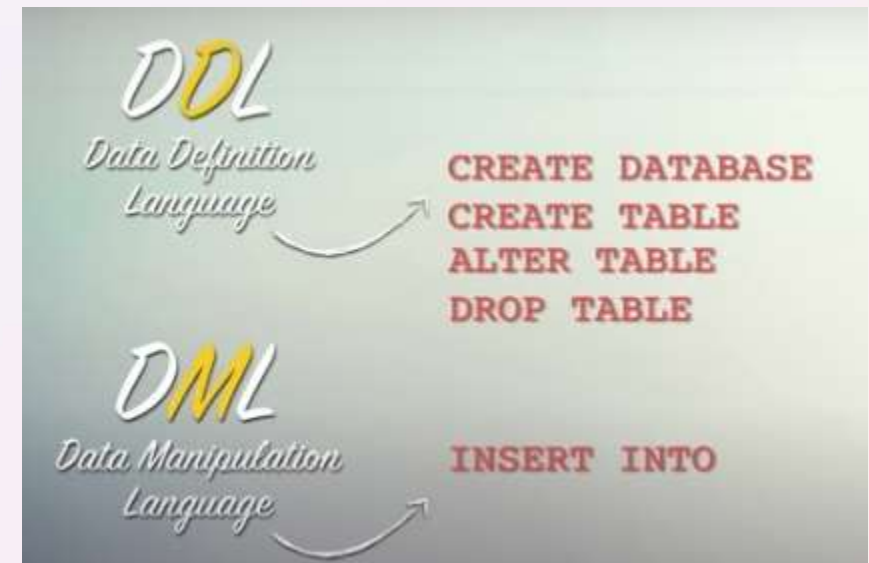 DDL
Data Definition
Language
CREATE DATABASE
CREATE TABLE
ALTER TABLE
DROP TABLE
DML
Data Manipulation
Language
INSERT INTO